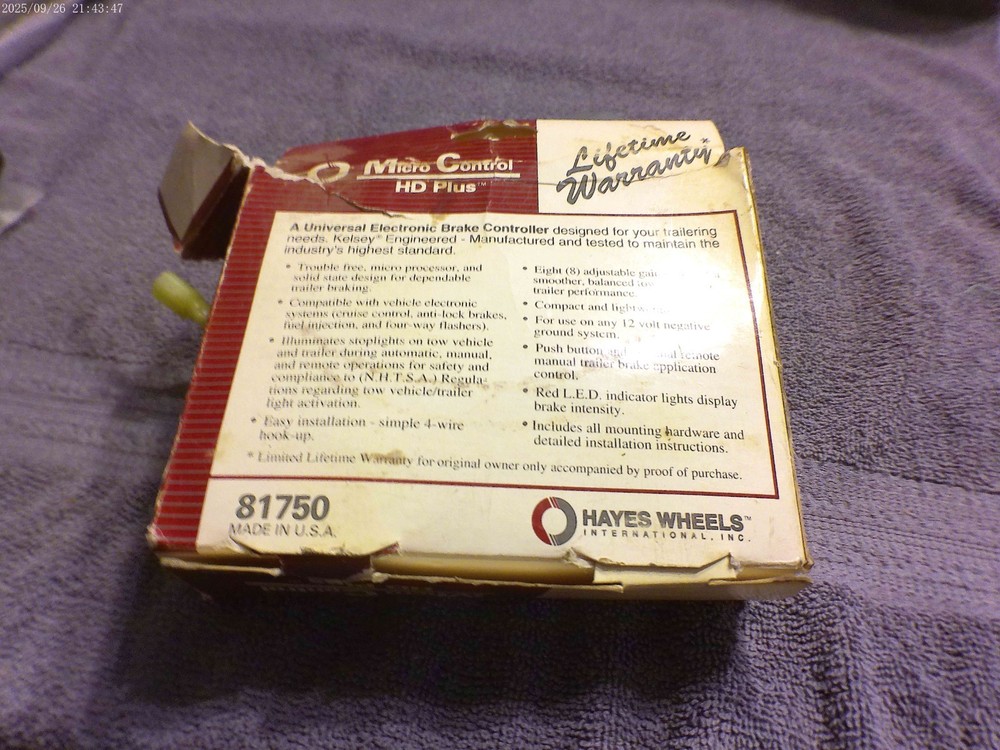 2025/09/26 21:43:47
Micro Control
HD Plus™
Lifetime
Warranty*
A Universal Electronic Brake Controller designed for your trailering
needs. Kelsey® Engineered - Manufactured and tested to maintain the
industry's highest standard.
• Trouble free, micro processor, and
solid state design for dependable
trailer braking.
• Compatible with vehicle electronic
systems (cruise control, anti-lock brakes,
fuel injection, and four-way flashers).
• Illuminates stoplights on tow vehicle
and trailer during automatic, manual,
and remote operations for safety and
compliance to (N.H.T.S.A.) Regula-
tions regarding tow vehicle/trailer
light activation.
• Easy installation - simple 4-wire
hook-up.
• Eight (8) adjustable
smoother, balanced
trailer performance.
• Compact and
• For use on any 12 volt negative
ground system.
• Push button remote
manual trailer brake application
control.
• Red L.E.D. indicator lights display
brake intensity.
• Includes all mounting hardware and
detailed installation instructions.
* Limited Lifetime Warranty for original owner only accompanied by proof of purchase.
81750
MADE IN U.S.A.
HAYES WHEELS™
INTERNATIONAL, INC.